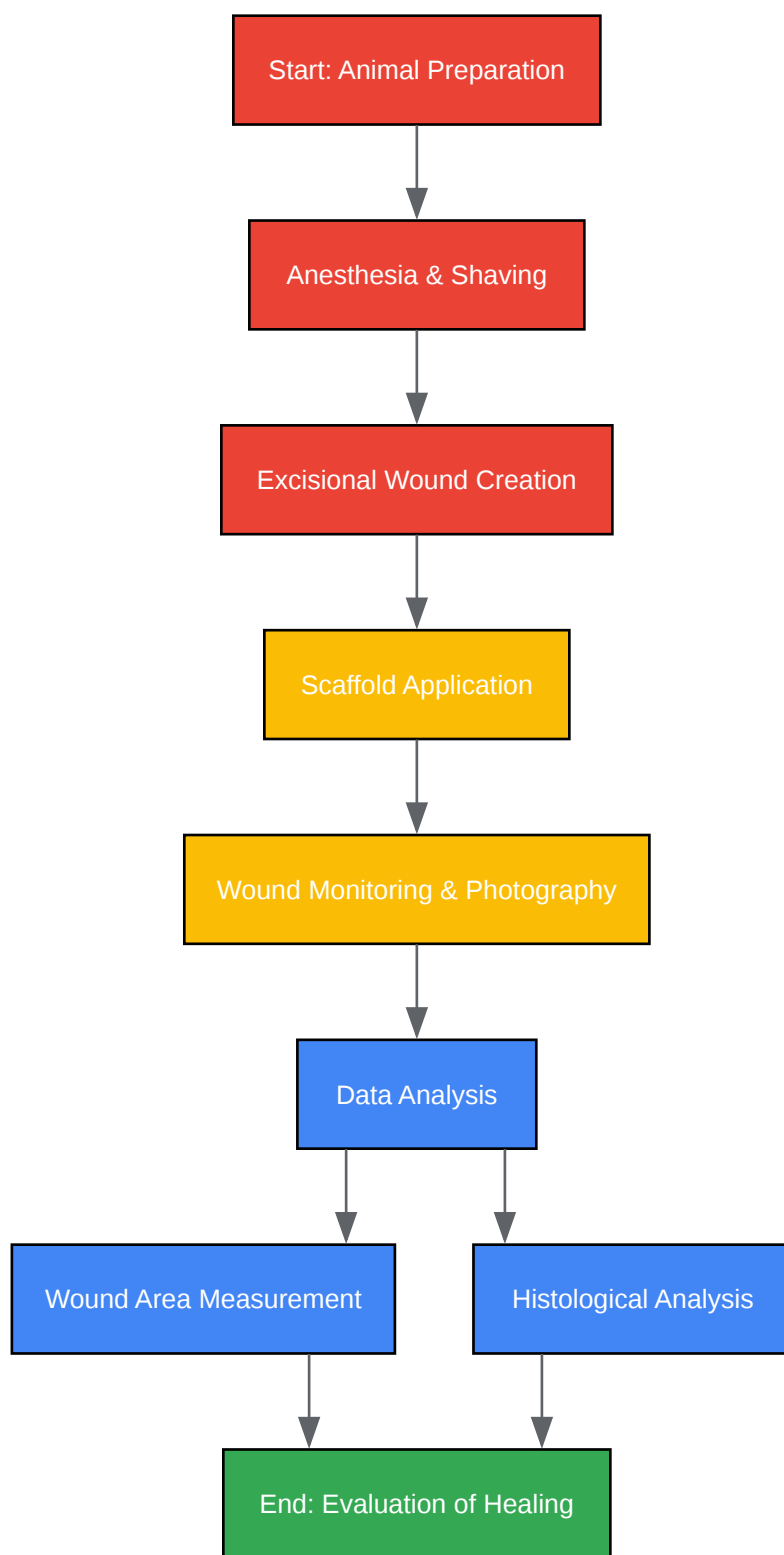 Start: Animal Preparation
Anesthesia & Shaving
Excisional Wound Creation
Scaffold Application
Wound Monitoring & Photography
Data Analysis
Wound Area Measurement
Histological Analysis
End: Evaluation of Healing